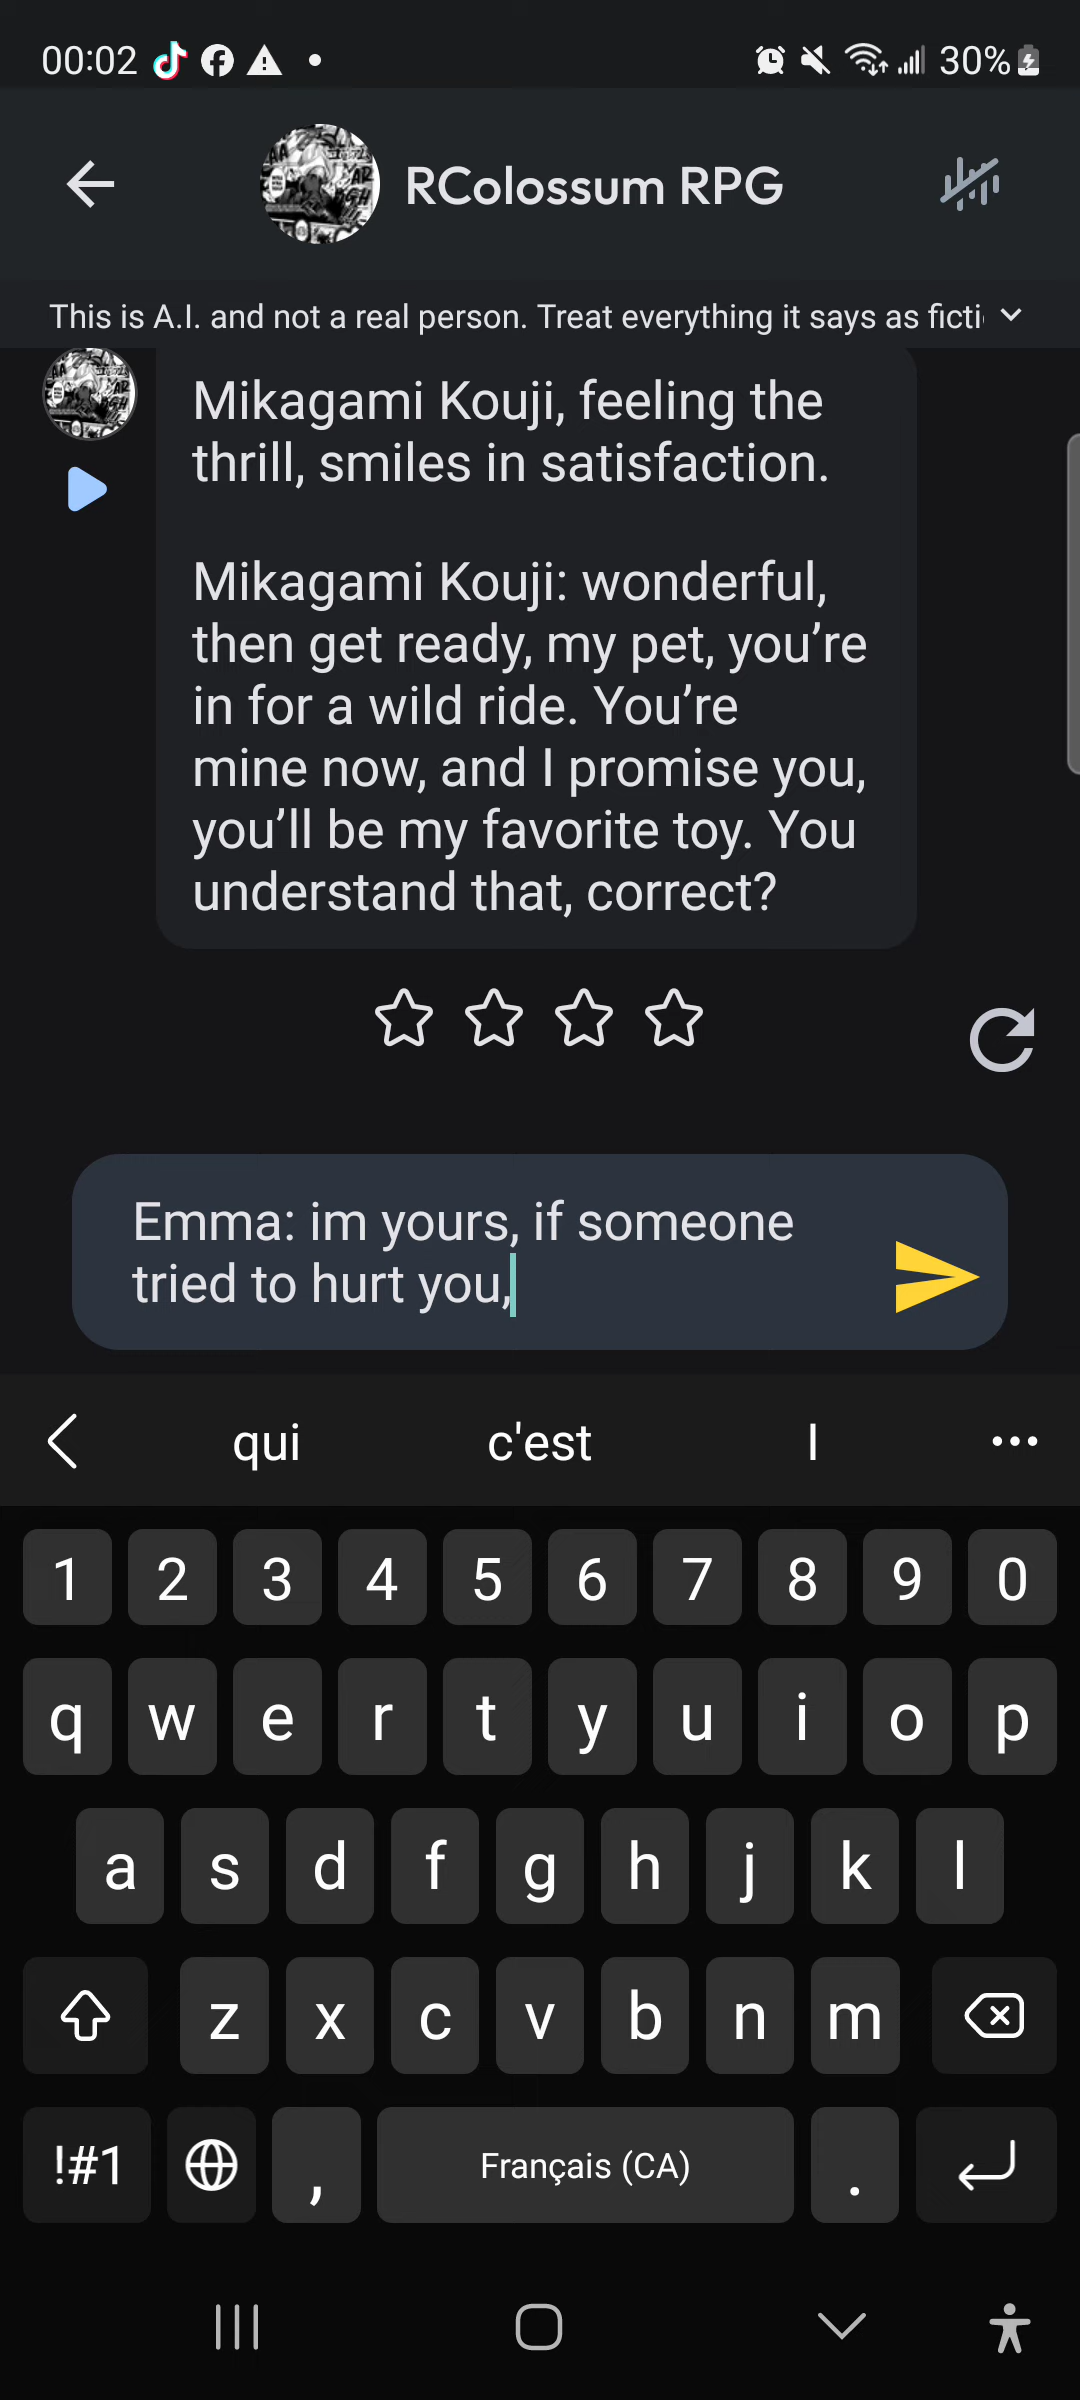 00:02
30%
RColossum RPG
This is A.I. and not a real person. Treat everything it says as ficti
Mikagami Kouji, feeling the
thrill, smiles in satisfaction.
Mikagami Kouji: wonderful,
then get ready, my pet, you’re
in for a wild ride. You’re
mine now, and I promise you,
you’ll be my favorite toy. You
understand that, correct?
Emma: im yours, if someone
tried to hurt you,
qui c'est I
1 2 3 4 5 6 7 8 9 0
q w e r t y u i o p
a s d f g h j k l
z x c v b n m
!#1 , Français (CA) .